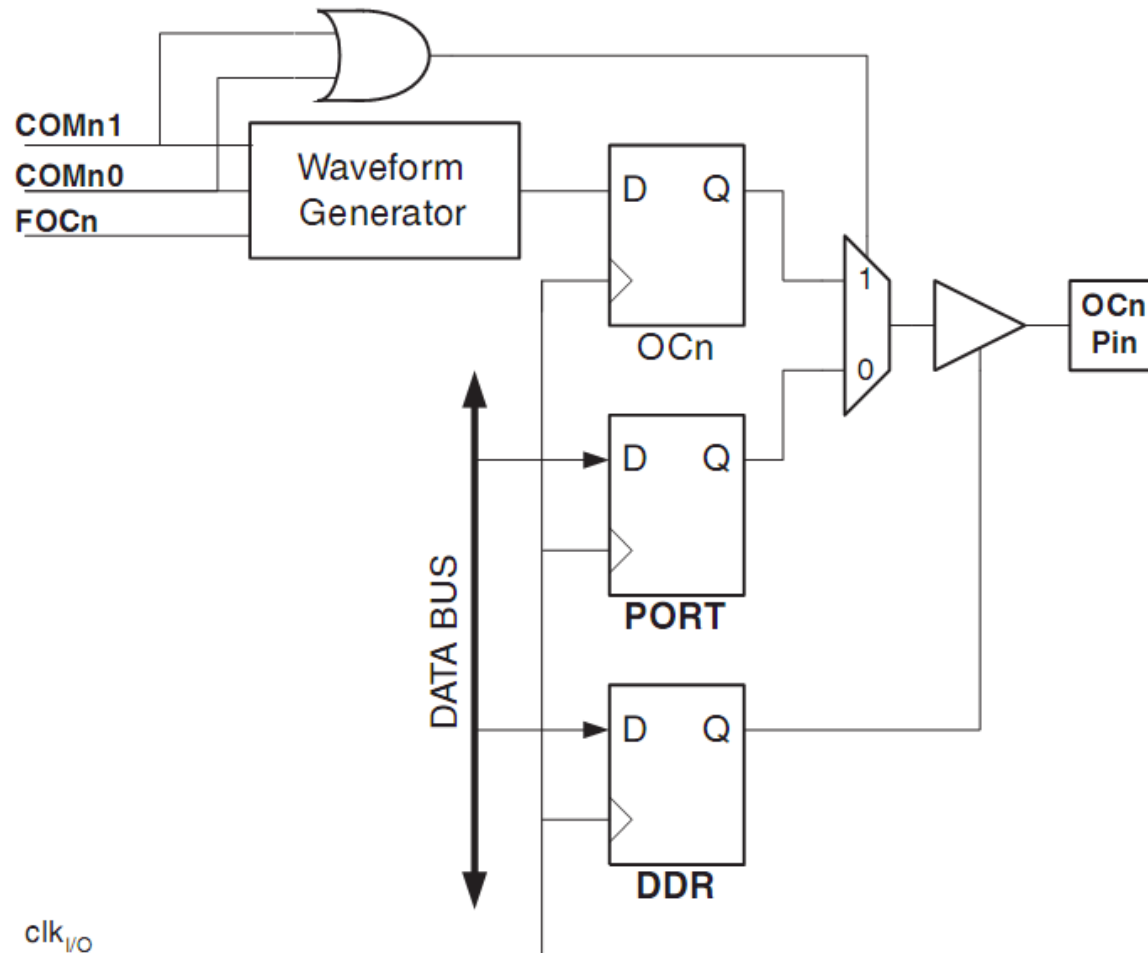 COMn1
COMn0
FOCn
Waveform
Generator
D Q
OCn
1
0
OCn
Pin
D Q
PORT
DATA BUS
D Q
DDR
clkI/O